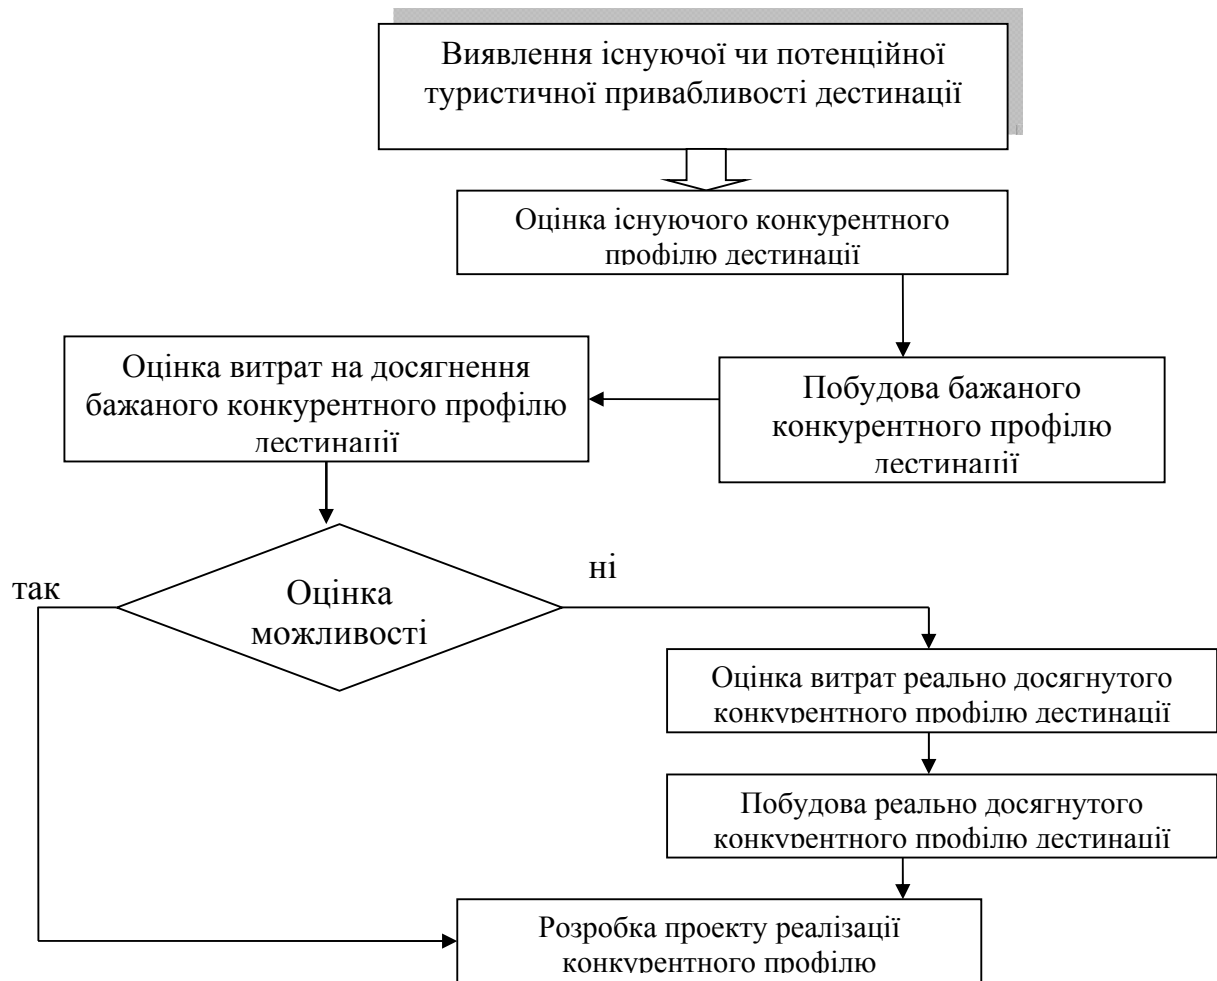 Виявлення існуючої чи потенційної
туристичної привабливості дестинації
Оцінка існуючого конкурентного
профілю дестинації
Оцінка витрат на досягнення
бажаного конкурентного профілю
дестинації
Побудова бажаного
конкурентного профілю
дестинації
так
Оцінка
можливості
ні
Оцінка витрат реально досягнутого
конкурентного профілю дестинації
Побудова реально досягнутого
конкурентного профілю дестинації
Розробка проекту реалізації
конкурентного профілю